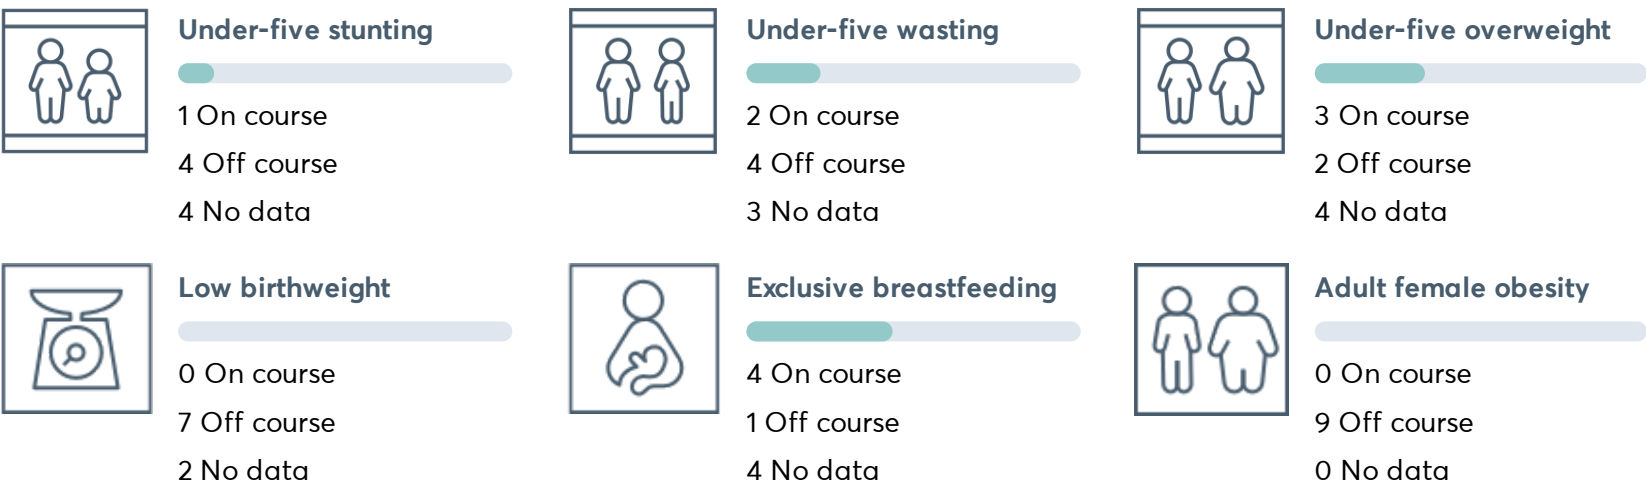 Under-five stunting
1 On course
4 Off course
4 No data
Under-five wasting
2 On course
4 Off course
3 No data
Under-five overweight
3 On course
2 Off course
4 No data
Low birthweight
0 On course
7 Off course
2 No data
Exclusive breastfeeding
4 On course
1 Off course
4 No data
Adult female obesity
0 On course
9 Off course
0 No data